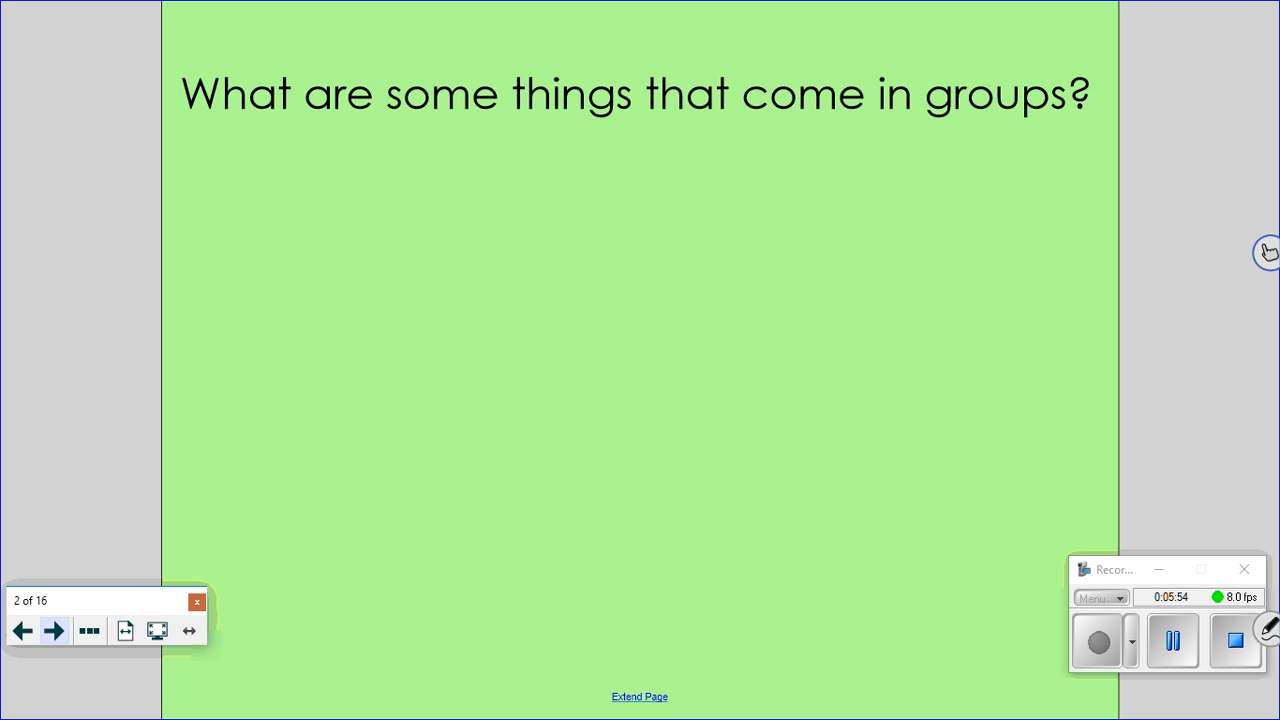 What are some things that come in groups?
Recor...
Menu
0:05:54
8.0 fps
2 of 16
x
Extend Page